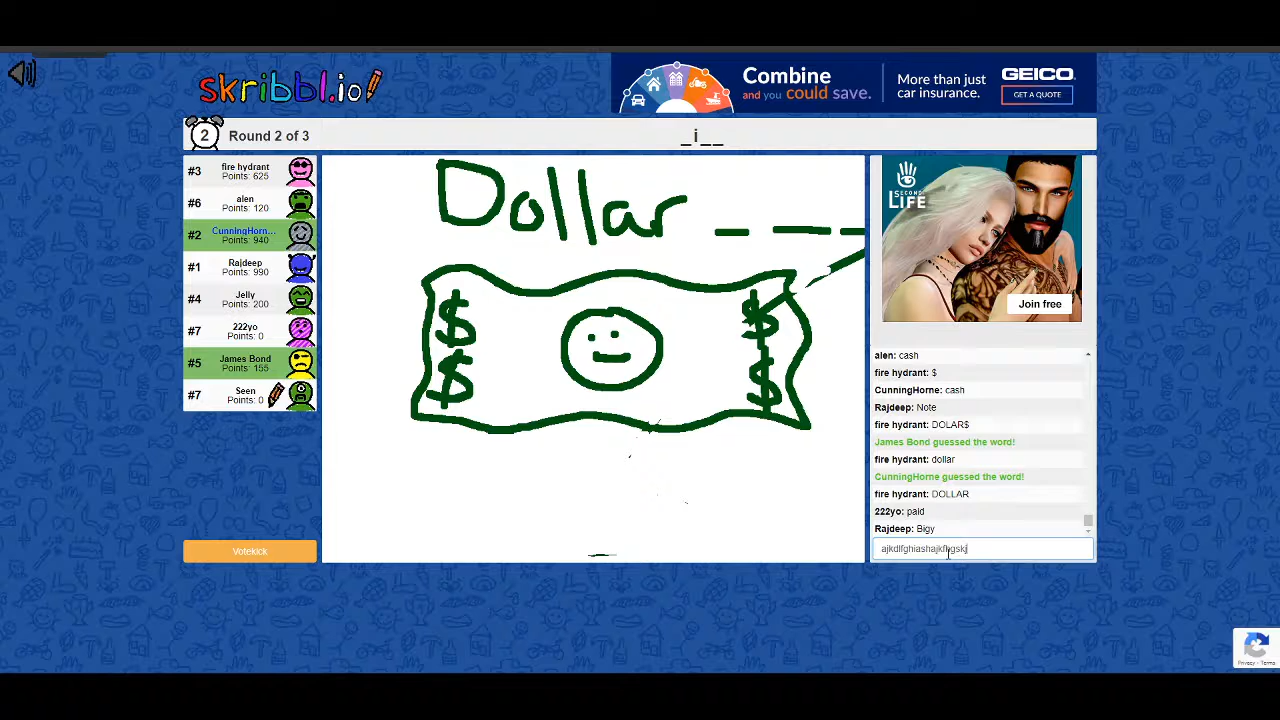 skribbl.io
Combine
and you could save.
More than just
car insurance.
GEICO
GET A QUOTE
2
Round 2 of 3
_i__
#3
fire hydrant
Points: 625
#6
alen
Points: 120
#2
CunningHorn...
Points: 940
#1
Rajdeep
Points: 990
#4
Jelly
Points: 200
#7
222yo
Points: 0
#5
James Bond
Points: 155
#7
Seen
Points: 0
Votekick
Dollar _ _ _ _
$ $
$ $
SECOND
LIFE
Join free
alen: cash
fire hydrant: $
CunningHorne: cash
Rajdeep: Note
fire hydrant: DOLAR$
James Bond guessed the word!
fire hydrant: dollar
CunningHorne guessed the word!
fire hydrant: DOLLAR
222yo: paid
Rajdeep: Bigy
Privacy - Terms